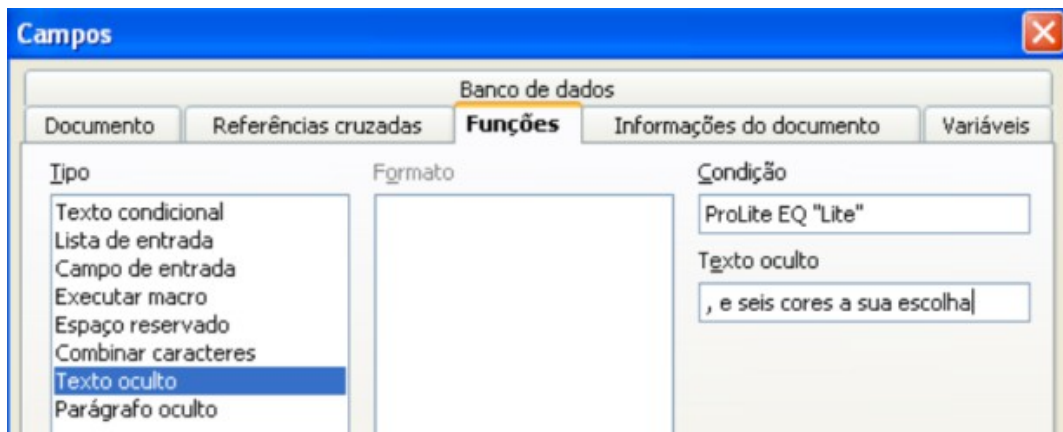 Campos
Banco de dados
Documento
Referências cruzadas
Funções
Informações do documento
Variáveis
Tipo
Formato
Condição
Texto condicional
Lista de entrada
Campo de entrada
Executar macro
Espaço reservado
Combinar caracteres
Texto oculto
Parágrafo oculto
ProLite EQ "Lite"
Texto oculto
, e seis cores a sua escolha